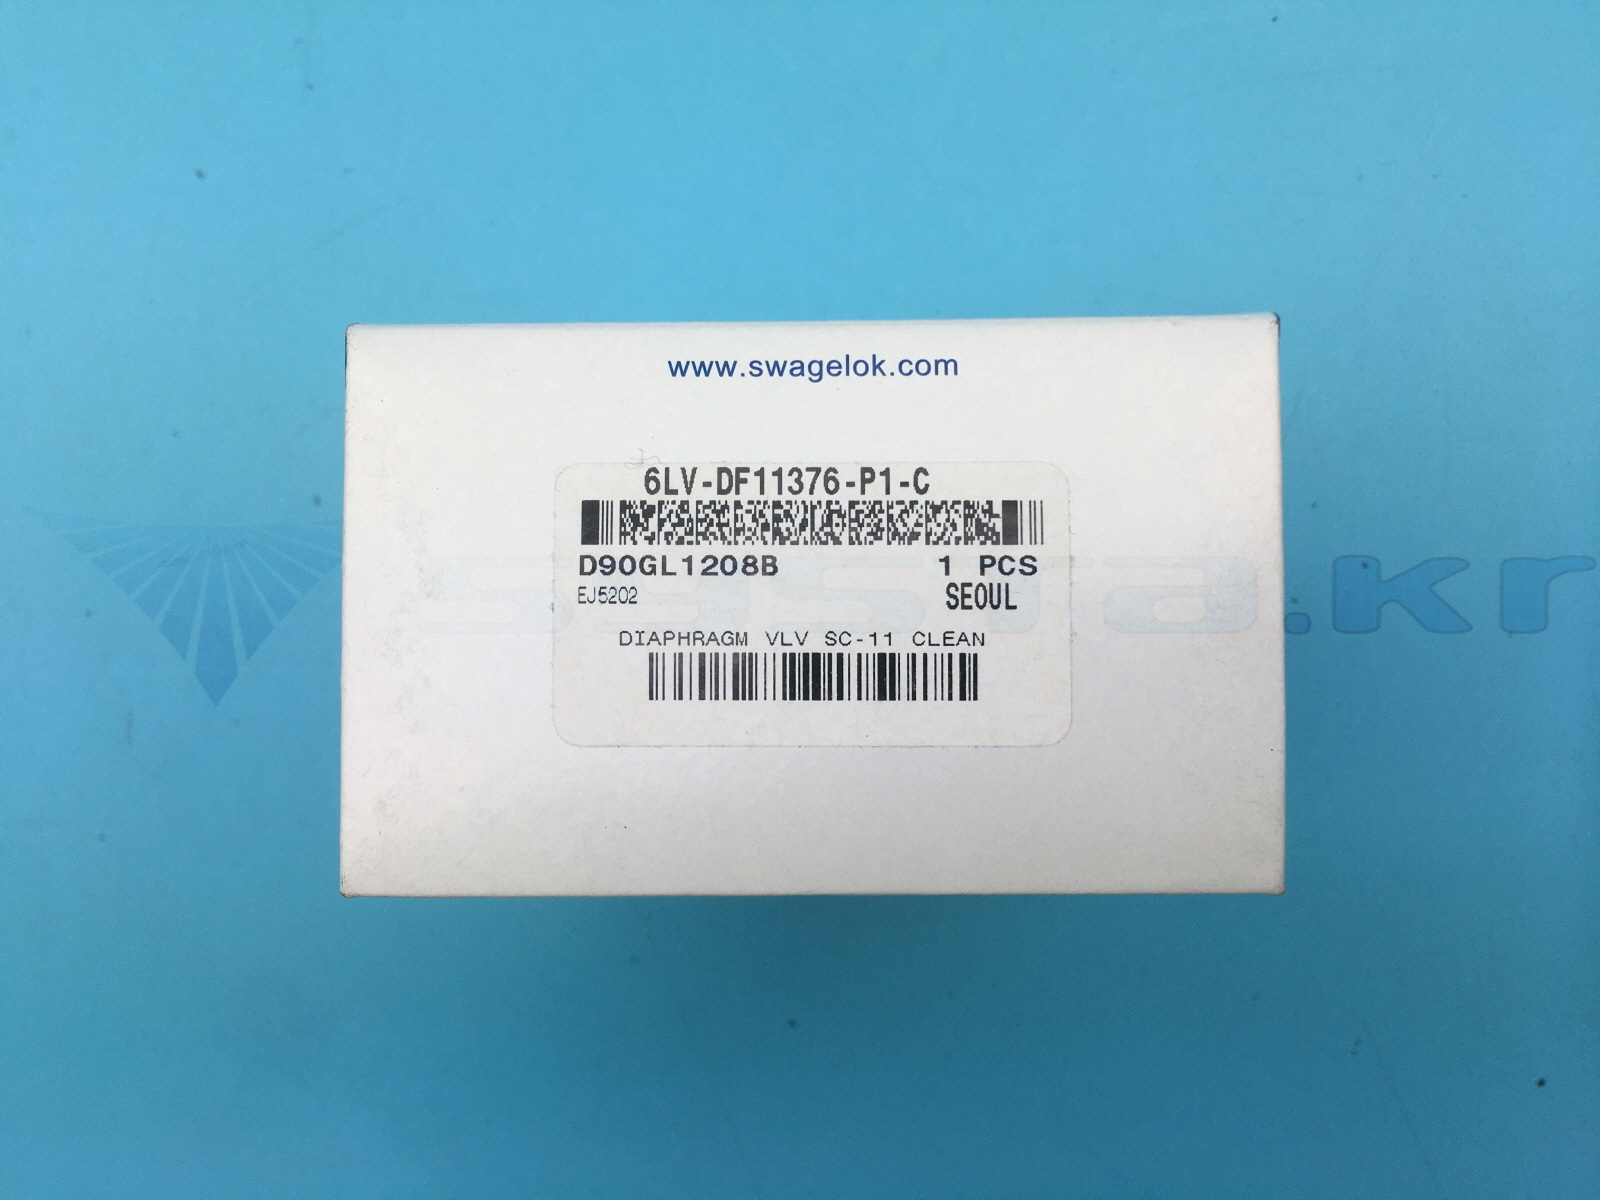 www.swagelok.com
6LV-DF11376-P1-C
D90GL1208B 1 PCS
EJ5202 SEOUL
DIAPHRAGM VLV SC-11 CLEAN